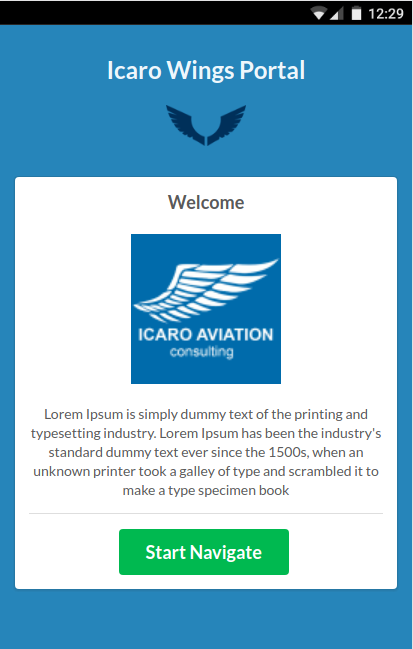 12:29
Icaro Wings Portal
Welcome
ICARO AVIATION
consulting
Lorem Ipsum is simply dummy text of the printing and
typesetting industry. Lorem Ipsum has been the industry's
standard dummy text ever since the 1500s, when an
unknown printer took a galley of type and scrambled it to
make a type specimen book
Start Navigate